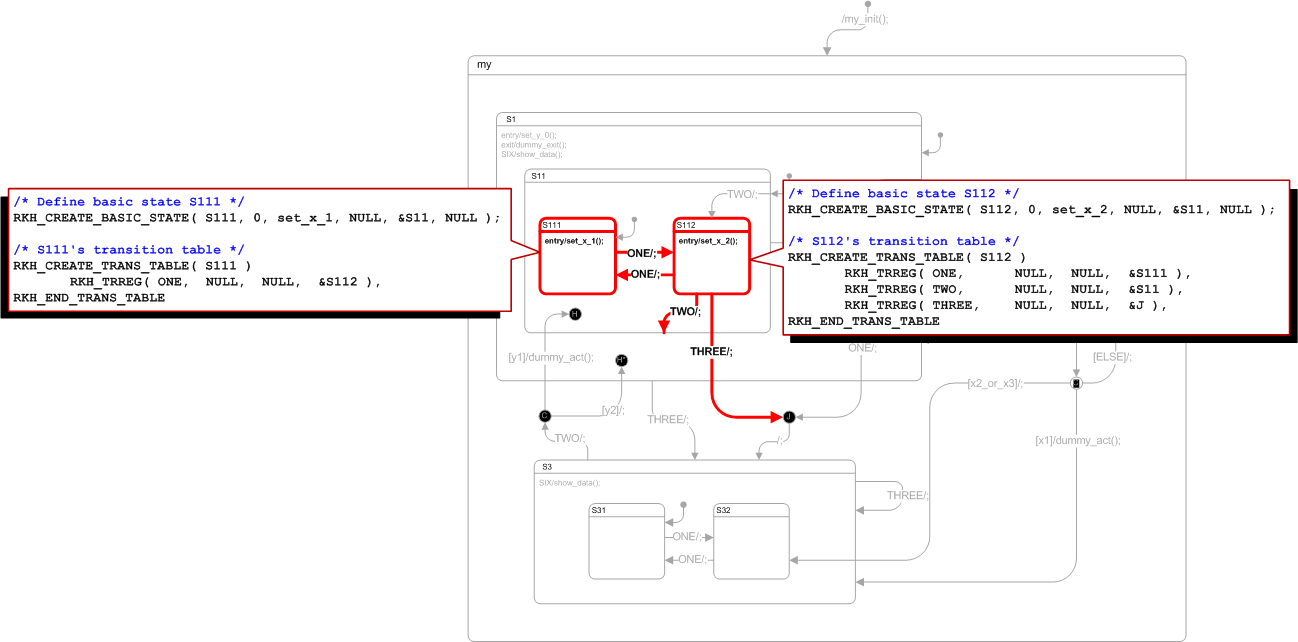 /my_init();
my
S1
entry/set_y_0();
exit/dummy_exit();
SIX/show_data();
S11
TWO/;
/* Define basic state S111 */
RKH_CREATE_BASIC_STATE( S111, 0, set_x_1, NULL, &S11, NULL );
/* S111's transition table */
RKH_CREATE_TRANS_TABLE( S111 )
RKH_TRREG( ONE, NULL, NULL, &S112 ),
RKH_END_TRANS_TABLE
S111
entry/set_x_1();
ONE/;
ONE/;
S112
entry/set_x_2();
/* Define basic state S112 */
RKH_CREATE_BASIC_STATE( S112, 0, set_x_2, NULL, &S11, NULL );
/* S112's transition table */
RKH_CREATE_TRANS_TABLE( S112 )
RKH_TRREG( ONE, NULL, NULL, &S111 ),
RKH_TRREG( TWO, NULL, NULL, &S11 ),
RKH_TRREG( THREE, NULL, NULL, &J ),
RKH_END_TRANS_TABLE
TWO/;
H
THREE/;
ONE/;
[y1]/dummy_act();
H*
[ELSE]/;
[x2_or_x3]/;
[y2]/;
C
THREE/;
J
TWO/;
/;
[x1]/dummy_act();
S3
SIX/show_data();
THREE/;
S31
S32
ONE/;
ONE/;